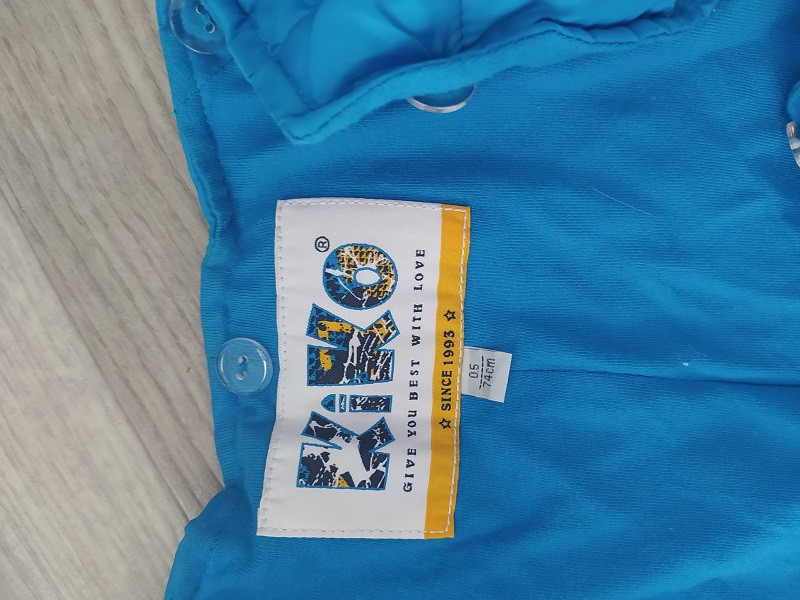 KiKO®
GIVE YOU BEST WITH LOVE
☆ SINCE 1993 ☆
05
74cm